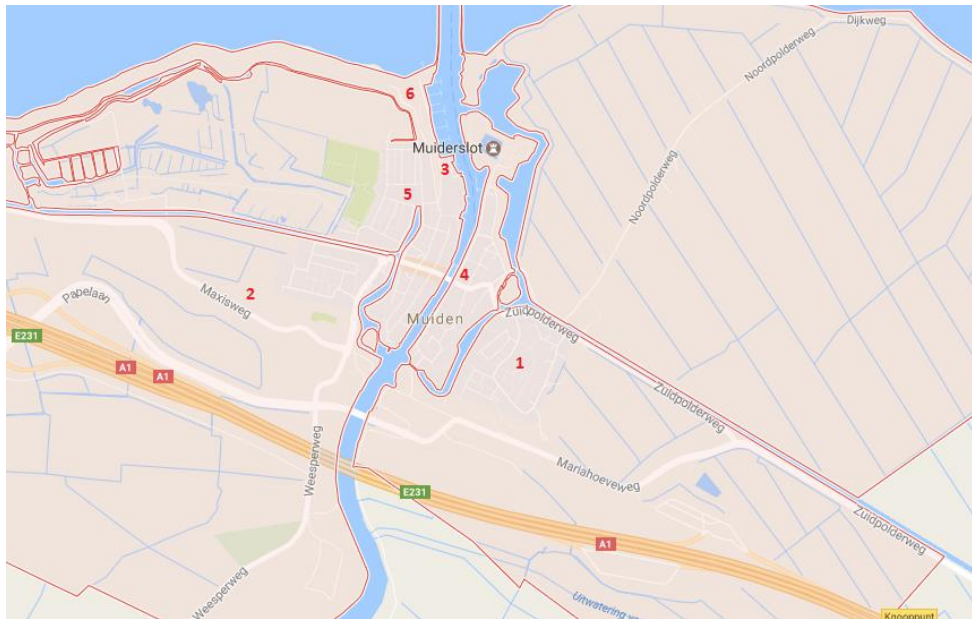 Dijkweg
Noordpolderweg
6
Muiderslot
3
5
Noordpolderweg
4
2
Papelaan
Maxisweg
Muiden
Zuidpolderweg
E231
1
A1
A1
Zuidpolderweg
Weesperweg
Mariahoeveweg
E231
Zuidpolderweg
A1
Weesperweg
Uitwatering
Knooppunt